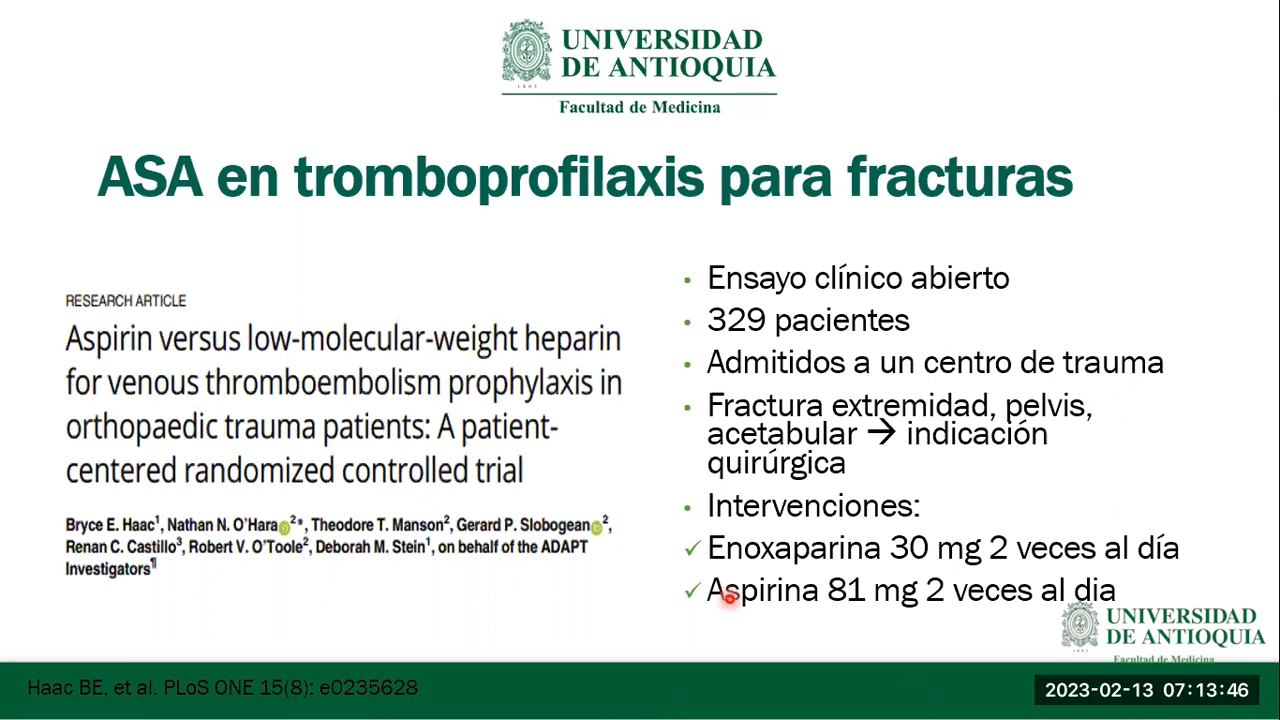 UNIVERSIDAD
DE ANTIOQUIA
1803
Facultad de Medicina
ASA en tromboprofilaxis para fracturas
RESEARCH ARTICLE
Aspirin versus low-molecular-weight heparin
for venous thromboembolism prophylaxis in
orthopaedic trauma patients: A patient-
centered randomized controlled trial
Bryce E. Haac1, Nathan N. O'Hara2*, Theodore T. Manson2, Gerard P. Slobogean2,
Renan C. Castillo3, Robert V. O'Toole2, Deborah M. Stein1, on behalf of the ADAPT
Investigators¶
• Ensayo clínico abierto
• 329 pacientes
• Admitidos a un centro de trauma
• Fractura extremidad, pelvis,
acetabular → indicación
quirúrgica
• Intervenciones:
✓ Enoxaparina 30 mg 2 veces al día
✓ Aspirina 81 mg 2 veces al dia
UNIVERSIDAD
DE ANTIOQUIA
Facultad de Medicina
Haac BE, et al. PLoS ONE 15(8): e0235628
2023-02-13 07:13:46